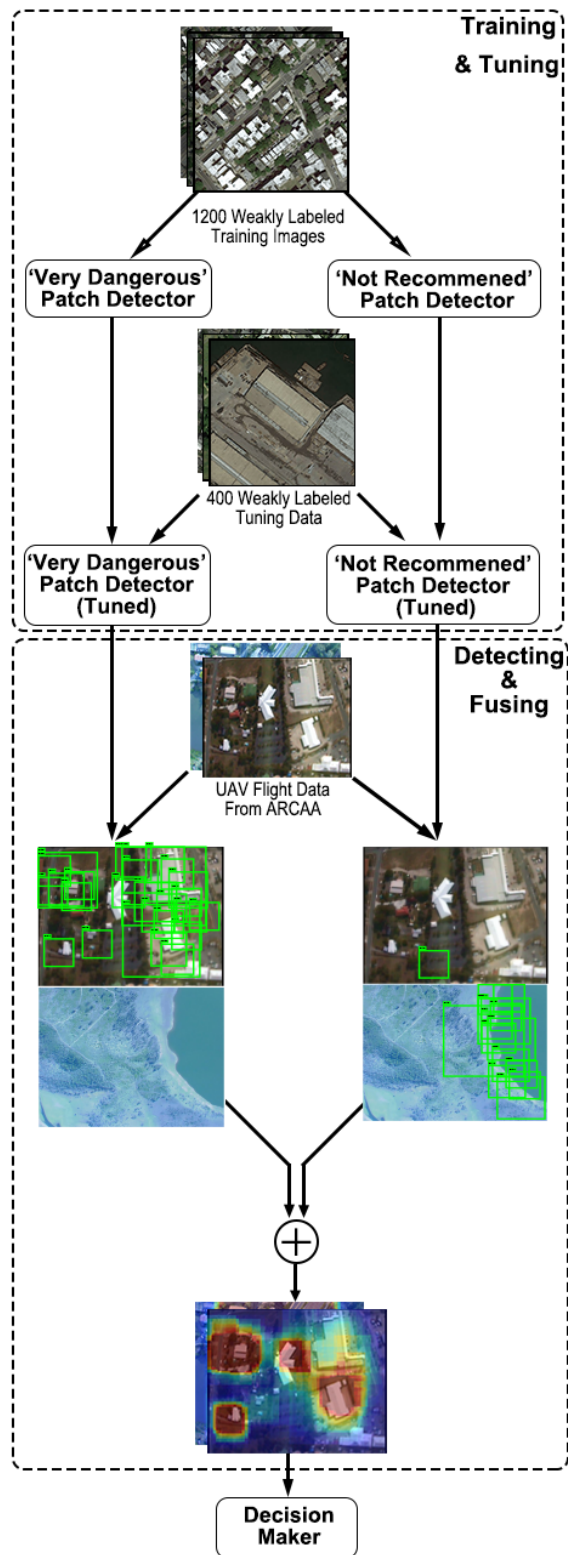 Training
& Tuning
1200 Weakly Labeled
Training Images
‘Very Dangerous’
Patch Detector
‘Not Recommened’
Patch Detector
400 Weakly Labeled
Tuning Data
‘Very Dangerous’
Patch Detector
(Tuned)
‘Not Recommened’
Patch Detector
(Tuned)
Detecting
&
Fusing
UAV Flight Data
From ARCAA
Decision
Maker